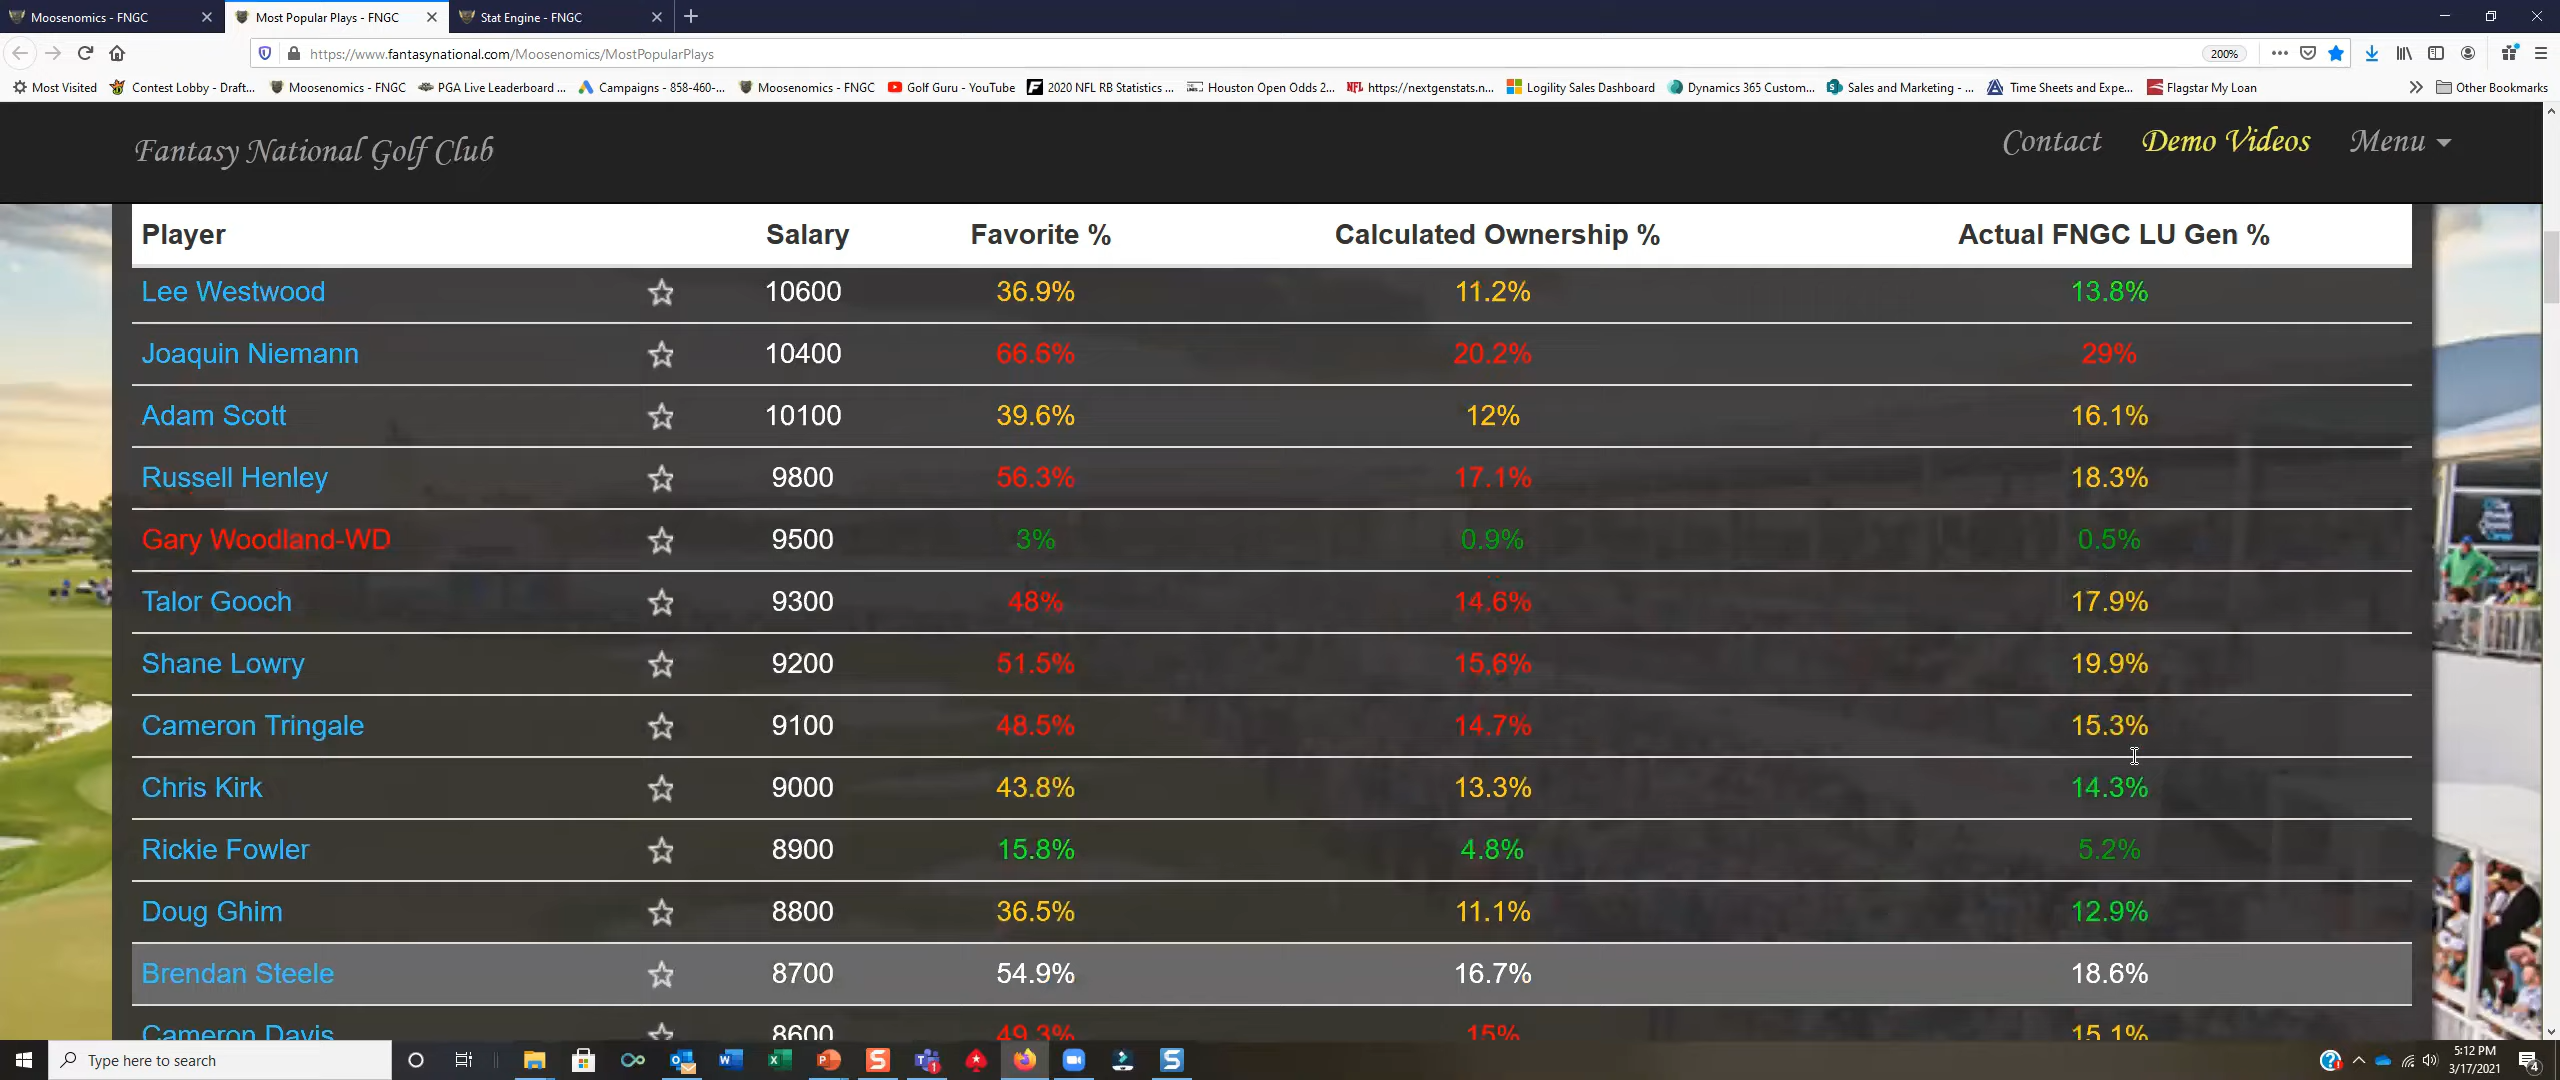 Moosenomics - FNGC
Most Popular Plays - FNGC
Stat Engine - FNGC
https://www.fantasynational.com/Moosenomics/MostPopularPlays
200%
Most Visited
Contest Lobby - Draft...
Moosenomics - FNGC
PGA Live Leaderboard ...
Campaigns - 858-460-...
Moosenomics - FNGC
Golf Guru - YouTube
2020 NFL RB Statistics ...
Houston Open Odds 2...
https://nextgenstats.n...
Logility Sales Dashboard
Dynamics 365 Custom...
Sales and Marketing - ...
Time Sheets and Expe...
Flagstar My Loan
Other Bookmarks
Fantasy National Golf Club
Contact Demo Videos Menu
Player Salary Favorite % Calculated Ownership % Actual FNGC LU Gen %
Lee Westwood 10600 36.9% 11.2% 13.8%
Joaquin Niemann 10400 66.6% 20.2% 29%
Adam Scott 10100 39.6% 12% 16.1%
Russell Henley 9800 56.3% 17.1% 18.3%
Gary Woodland-WD 9500 3% 0.9% 0.5%
Talor Gooch 9300 48% 14.6% 17.9%
Shane Lowry 9200 51.5% 15.6% 19.9%
Cameron Tringale 9100 48.5% 14.7% 15.3%
Chris Kirk 9000 43.8% 13.3% 14.3%
Rickie Fowler 8900 15.8% 4.8% 5.2%
Doug Ghim 8800 36.5% 11.1% 12.9%
Brendan Steele 8700 54.9% 16.7% 18.6%
Cameron Davis 8600 49.3% 15% 15.1%
Type here to search
5:12 PM
3/17/2021